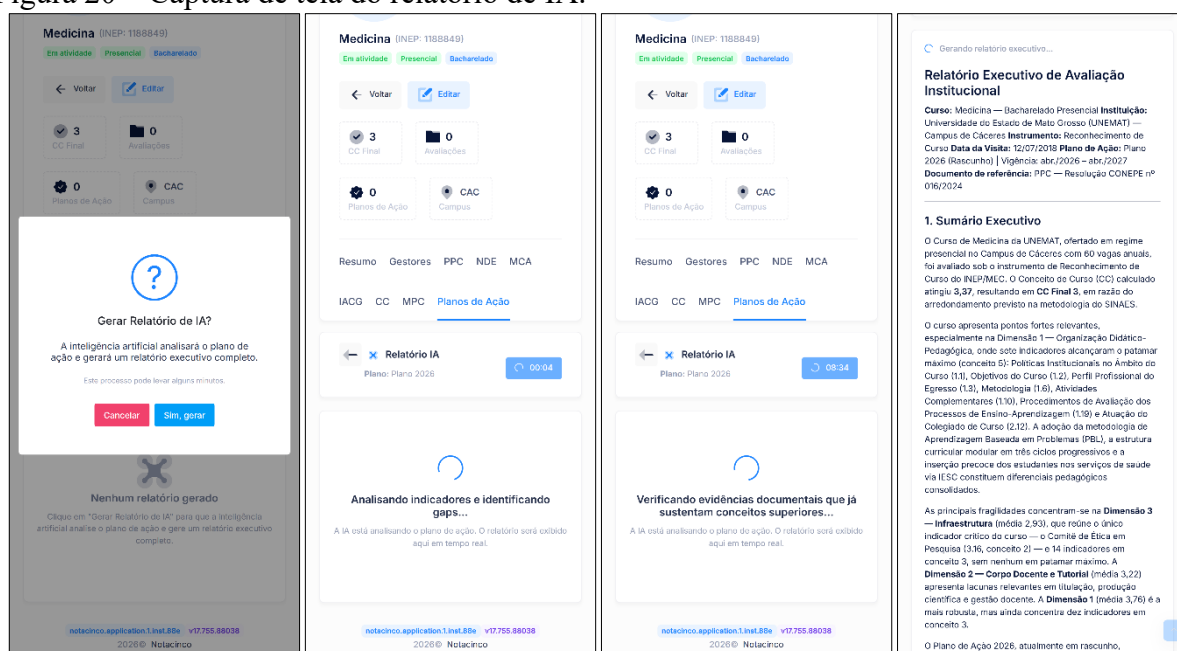 Figura 20 – Captura de tela do relatório de IA.
Medicina (INEP: 1188849)
Em atividade Presencial Bacharelado
Voltar Editar
3 0
CC Final Avaliações
0 CAC
Planos de Ação Campus
?
Gerar Relatório de IA?
A inteligência artificial analisará o plano de
ação e gerará um relatório executivo completo.
Este processo pode levar alguns minutos.
Cancelar Sim, gerar
Nenhum relatório gerado
Clique em "Gerar Relatório de IA" para que a inteligência
artificial analise o plano de ação e gere um relatório executivo
completo.
notacinco.application.1.inst.88e v17.755.88038
2026© Notacinco
Medicina (INEP: 1188849)
Em atividade Presencial Bacharelado
Voltar Editar
3 0
CC Final Avaliações
0 CAC
Planos de Ação Campus
Resumo Gestores PPC NDE MCA
IACG CC MPC Planos de Ação
Relatório IA
Plano: Plano 2026
00:04
Analisando indicadores e identificando
gaps...
A IA está analisando o plano de ação. O relatório será exibido
aqui em tempo real.
notacinco.application.1.inst.88e v17.755.88038
2026© Notacinco
Medicina (INEP: 1188849)
Em atividade Presencial Bacharelado
Voltar Editar
3 0
CC Final Avaliações
0 CAC
Planos de Ação Campus
Resumo Gestores PPC NDE MCA
IACG CC MPC Planos de Ação
Relatório IA
Plano: Plano 2026
08:34
Verificando evidências documentais que já
sustentam conceitos superiores...
A IA está analisando o plano de ação. O relatório será exibido
aqui em tempo real.
notacinco.application.1.inst.88e v17.755.88038
2026© Notacinco
Gerando relatório executivo...
Relatório Executivo de Avaliação
Institucional
Curso: Medicina — Bacharelado Presencial Instituição:
Universidade do Estado de Mato Grosso (UNEMAT) —
Campus de Cáceres Instrumento: Reconhecimento de
Curso Data da Visita: 12/07/2018 Plano de Ação: Plano
2026 (Rascunho) | Vigência: abr./2026 – abr./2027
Documento de referência: PPC — Resolução CONEPE nº
016/2024
1. Sumário Executivo
O Curso de Medicina da UNEMAT, ofertado em regime
presencial no Campus de Cáceres com 60 vagas anuais,
foi avaliado sob o instrumento de Reconhecimento de
Curso do INEP/MEC. O Conceito de Curso (CC) calculado
atingiu 3,37, resultando em CC Final 3, em razão do
arredondamento previsto na metodologia do SINAES.
O curso apresenta pontos fortes relevantes,
especialmente na Dimensão 1 — Organização Didático-
Pedagógica, onde sete indicadores alcançaram o patamar
máximo (conceito 5): Políticas Institucionais no Âmbito do
Curso (1.1), Objetivos do Curso (1.2), Perfil Profissional do
Egresso (1.3), Metodologia (1.6), Atividades
Complementares (1.10), Procedimentos de Avaliação dos
Processos de Ensino-Aprendizagem (1.19) e Atuação do
Colegiado de Curso (2.12). A adoção da metodologia de
Aprendizagem Baseada em Problemas (PBL), a estrutura
curricular modular em três ciclos progressivos e a
inserção precoce dos estudantes nos serviços de saúde
via IESC constituem diferenciais pedagógicos
consolidados.
As principais fragilidades concentram-se na Dimensão 3
— Infraestrutura (média 2,93), que reúne o único
indicador crítico do curso — o Comitê de Ética em
Pesquisa (3.16, conceito 2) — e 14 indicadores em
conceito 3, sem nenhum em patamar máximo. A
Dimensão 2 — Corpo Docente e Tutorial (média 3,22)
apresenta lacunas relevantes em titulação, produção
científica e gestão docente. A Dimensão 1 (média 3,76) é a
mais robusta, mas ainda concentra dez indicadores em
conceito 3.
O Plano de Ação 2026, atualmente em rascunho,